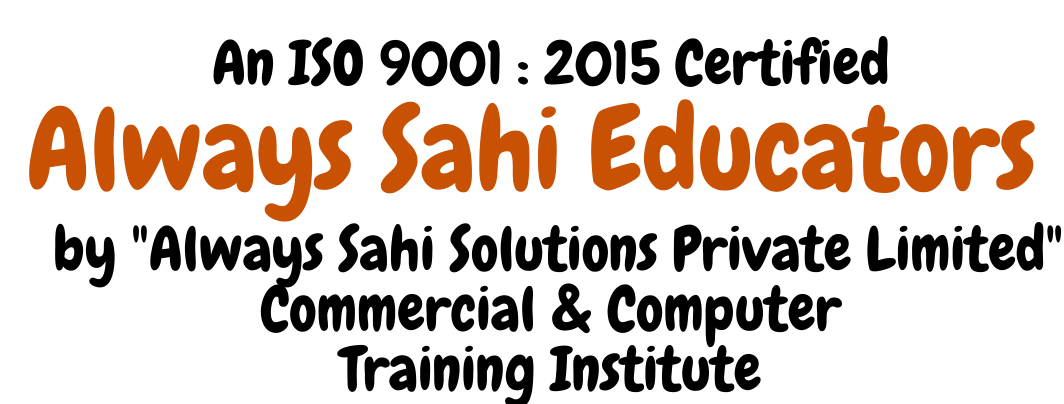 An ISO 9001 : 2015 Certified
Always Sahi Educators
by "Always Sahi Solutions Private Limited"
Commercial & Computer
Training Institute